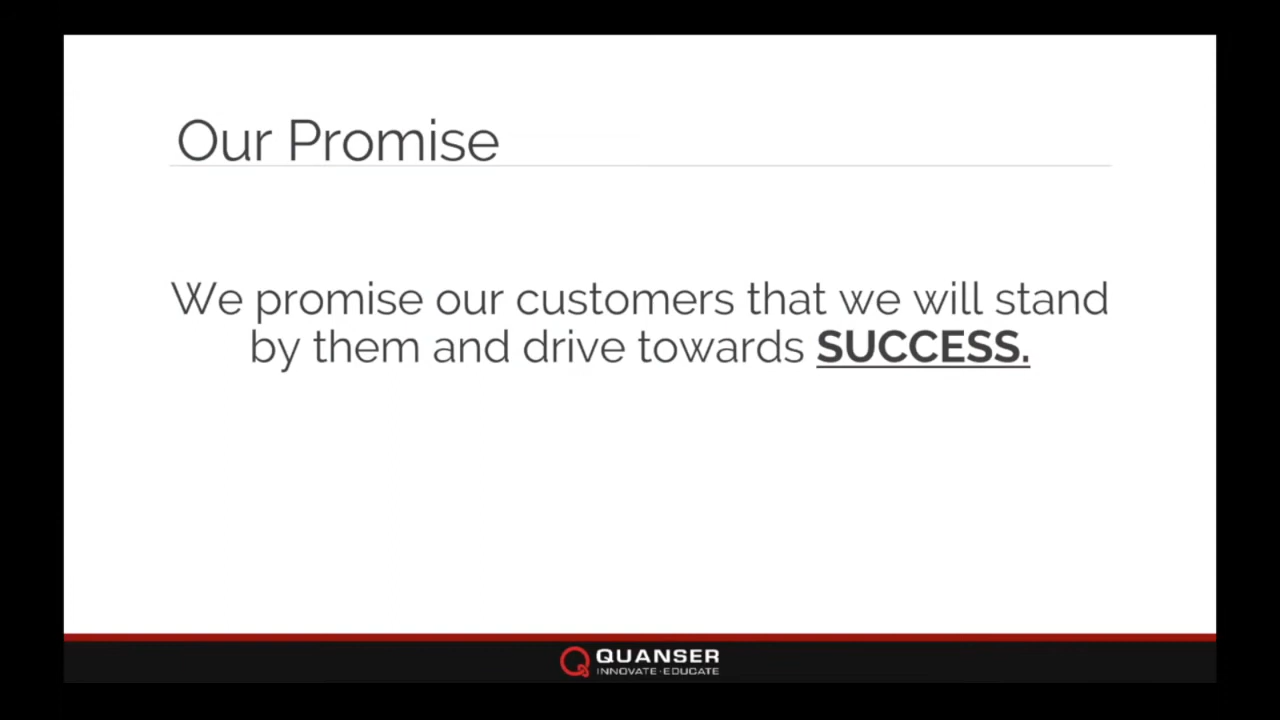 Our Promise
We promise our customers that we will stand
by them and drive towards SUCCESS.
QUANSER
INNOVATE·EDUCATE